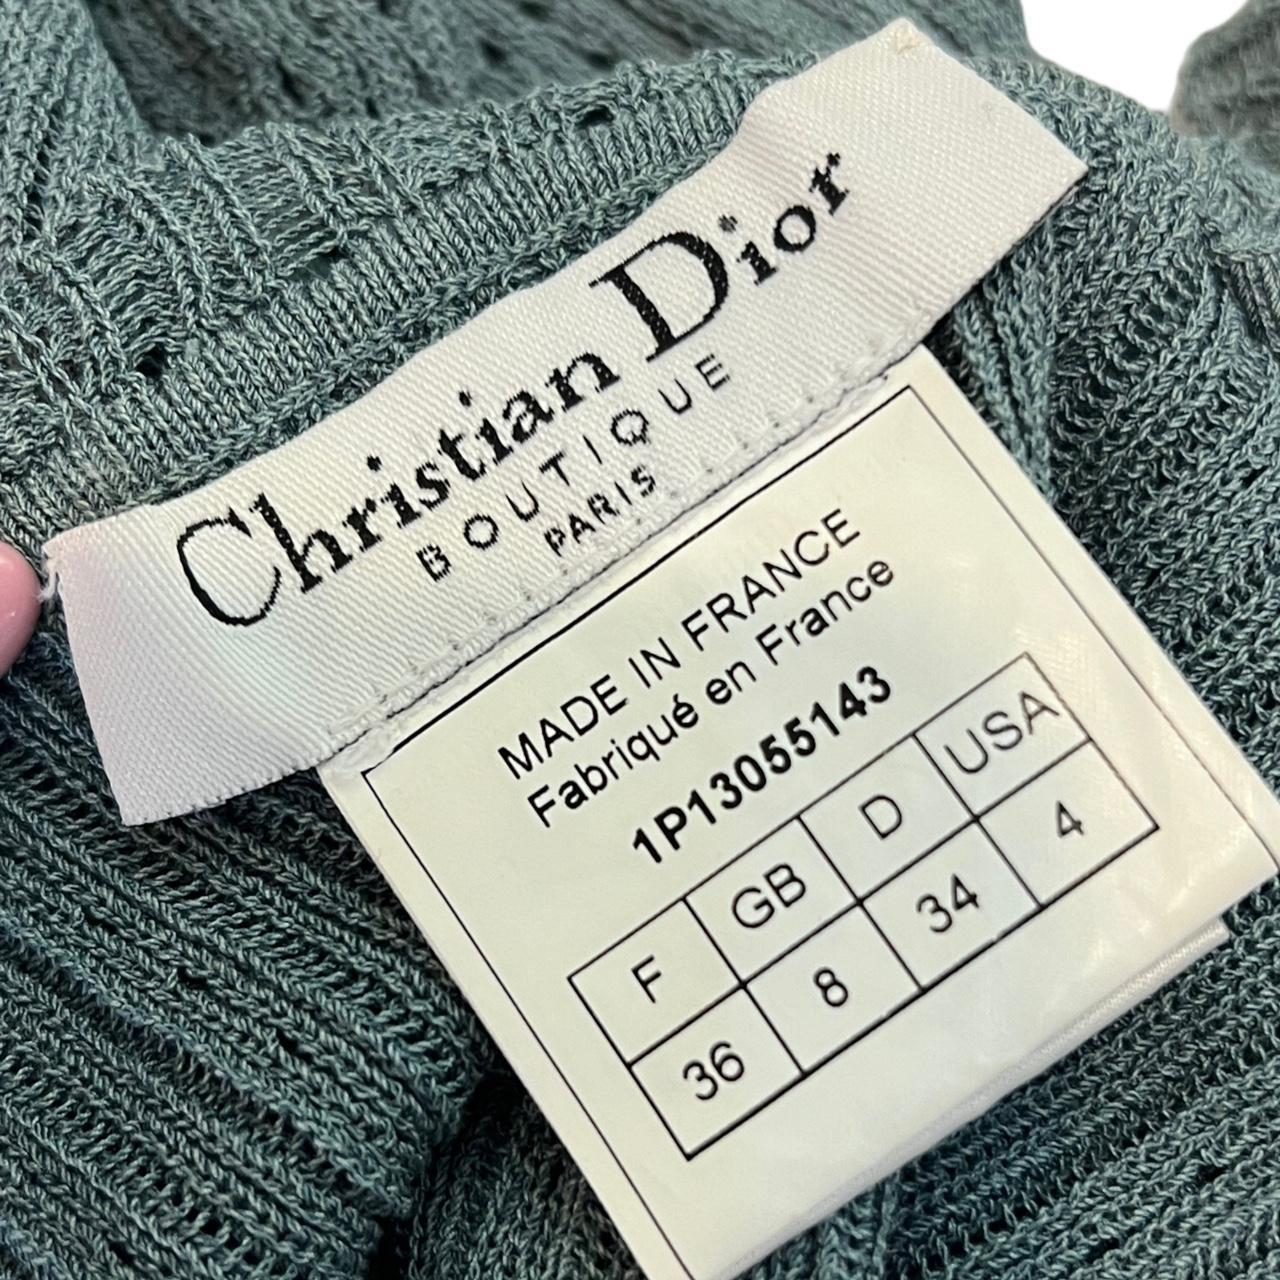 Christian Dior
BOUTIQUE
PARIS
MADE IN FRANCE
Fabriqué en France
1P13055143
F GB D USA
36 8 34 4